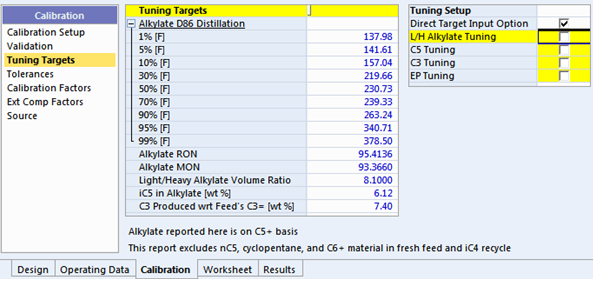 Calibration
Calibration Setup
Validation
Tuning Targets
Tolerances
Calibration Factors
Ext Comp Factors
Source
Tuning Targets
Alkylate D86 Distillation
1% [F] 137.98
5% [F] 141.61
10% [F] 157.04
30% [F] 219.66
50% [F] 230.73
70% [F] 239.33
90% [F] 263.24
95% [F] 340.71
99% [F] 378.50
Alkylate RON 95.4136
Alkylate MON 93.3660
Light/Heavy Alkylate Volume Ratio 8.1000
iC5 in Alkylate [wt %] 6.12
C3 Produced wrt Feed's C3= [wt %] 7.40
Tuning Setup
Direct Target Input Option
L/H Alkylate Tuning
C5 Tuning
C3 Tuning
EP Tuning
Alkylate reported here is on C5+ basis
This report excludes nC5, cyclopentane, and C6+ material in fresh feed and iC4 recycle
Design Operating Data Calibration Worksheet Results